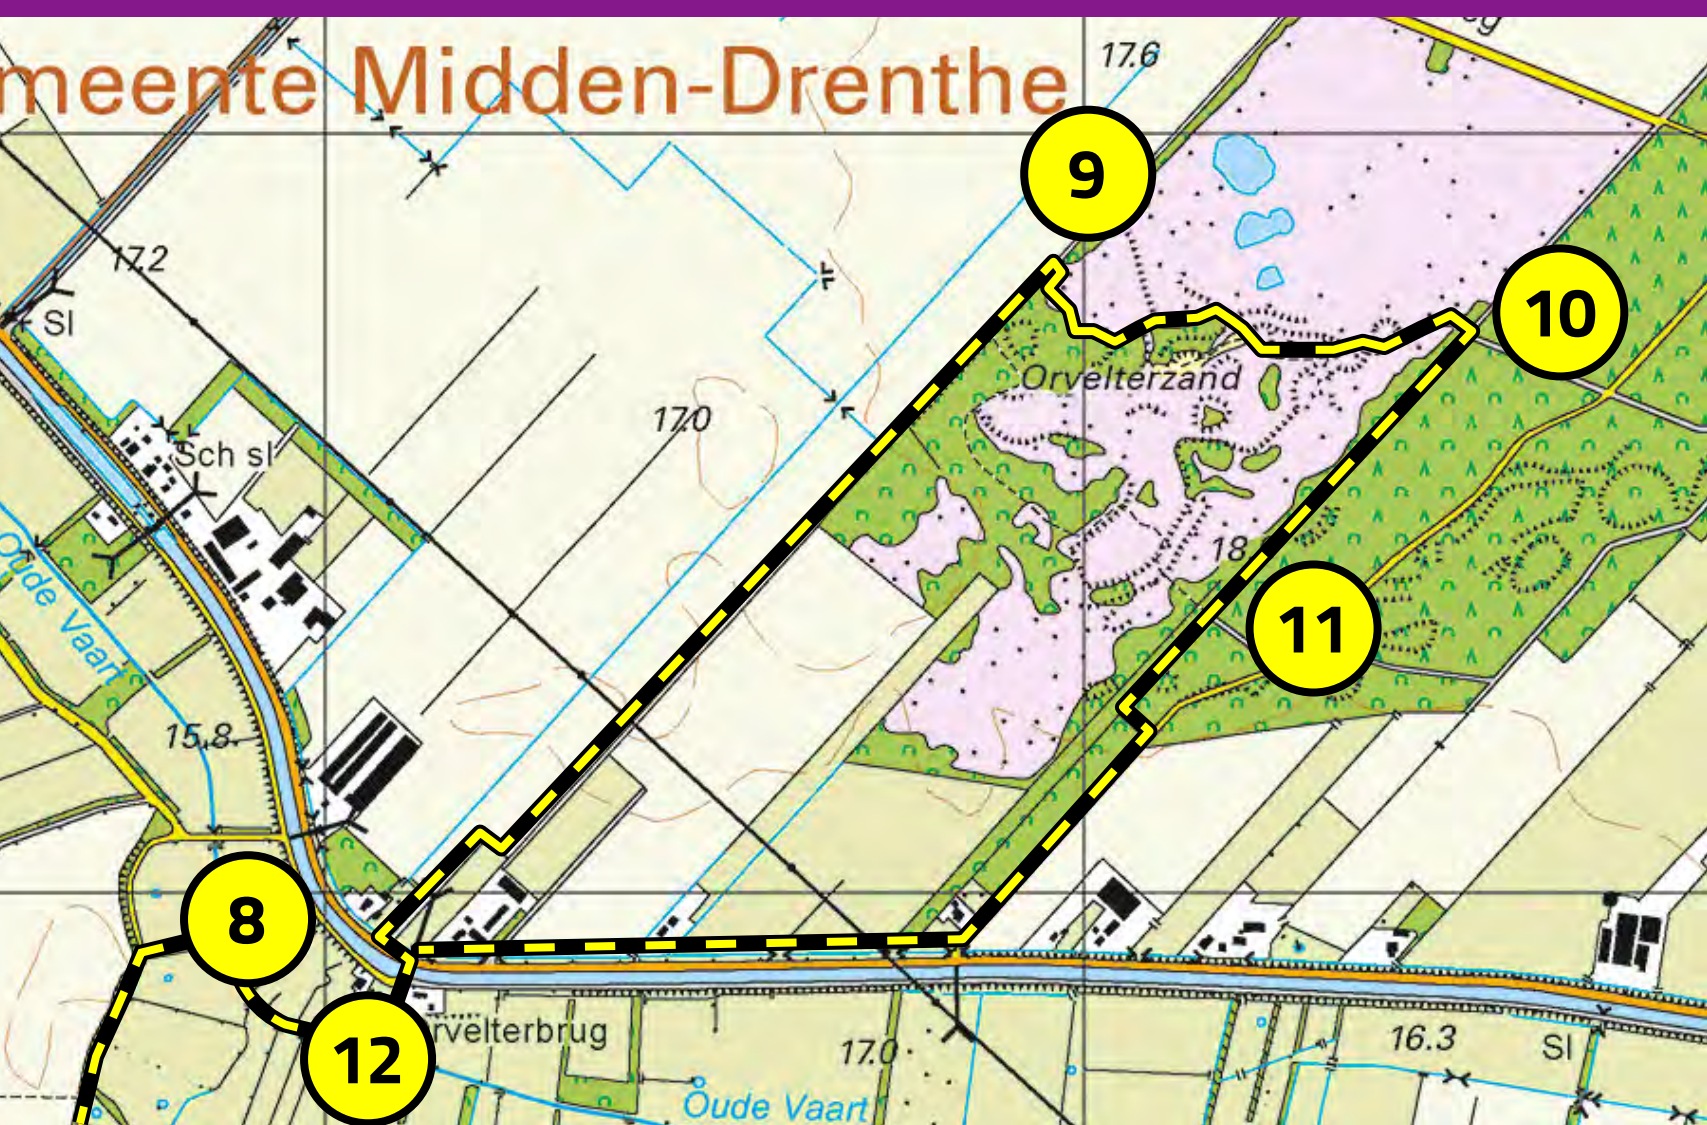 meente Midden-Drenthe
17.6
9
17.2
10
Sl
Orvelterzand
17.0
Sch sl
18
Oude Vaart
11
15.8
8
rvelterbrug
12
17.0
16.3
Sl
Oude Vaart